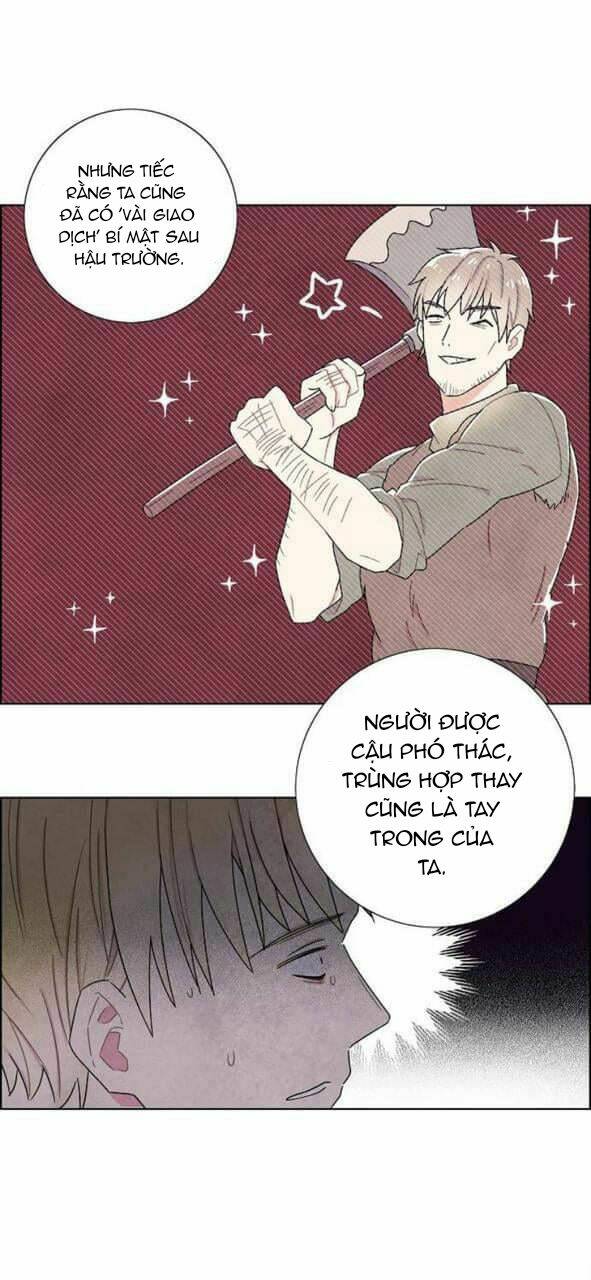 NHƯNG TIẾC
RẰNG TA CŨNG
ĐÃ CÓ 'VÀI GIAO
DỊCH' BÍ MẬT SAU
HẬU TRƯỜNG.
NGƯỜI ĐƯỢC
CẬU PHÓ THÁC,
TRÙNG HỢP THAY
CŨNG LÀ TAY
TRONG CỦA
TA.